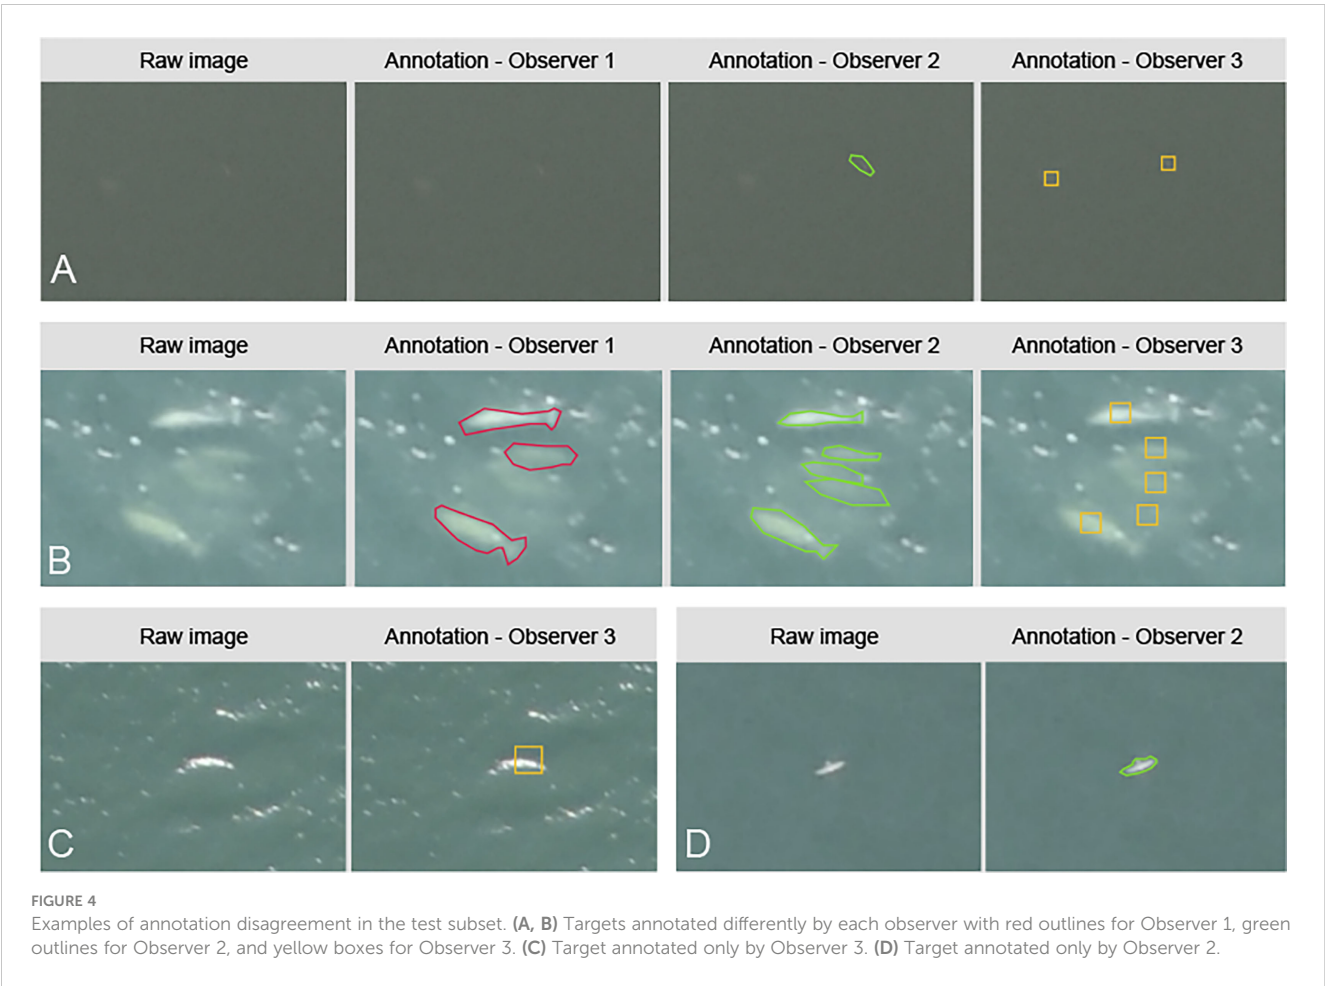 Raw image
Annotation - Observer 1
Annotation - Observer 2
Annotation - Observer 3
A
Raw image
Annotation - Observer 1
Annotation - Observer 2
Annotation - Observer 3
B
Raw image
Annotation - Observer 3
Raw image
Annotation - Observer 2
C
D
FIGURE 4
Examples of annotation disagreement in the test subset. (A, B) Targets annotated differently by each observer with red outlines for Observer 1, green
outlines for Observer 2, and yellow boxes for Observer 3. (C) Target annotated only by Observer 3. (D) Target annotated only by Observer 2.